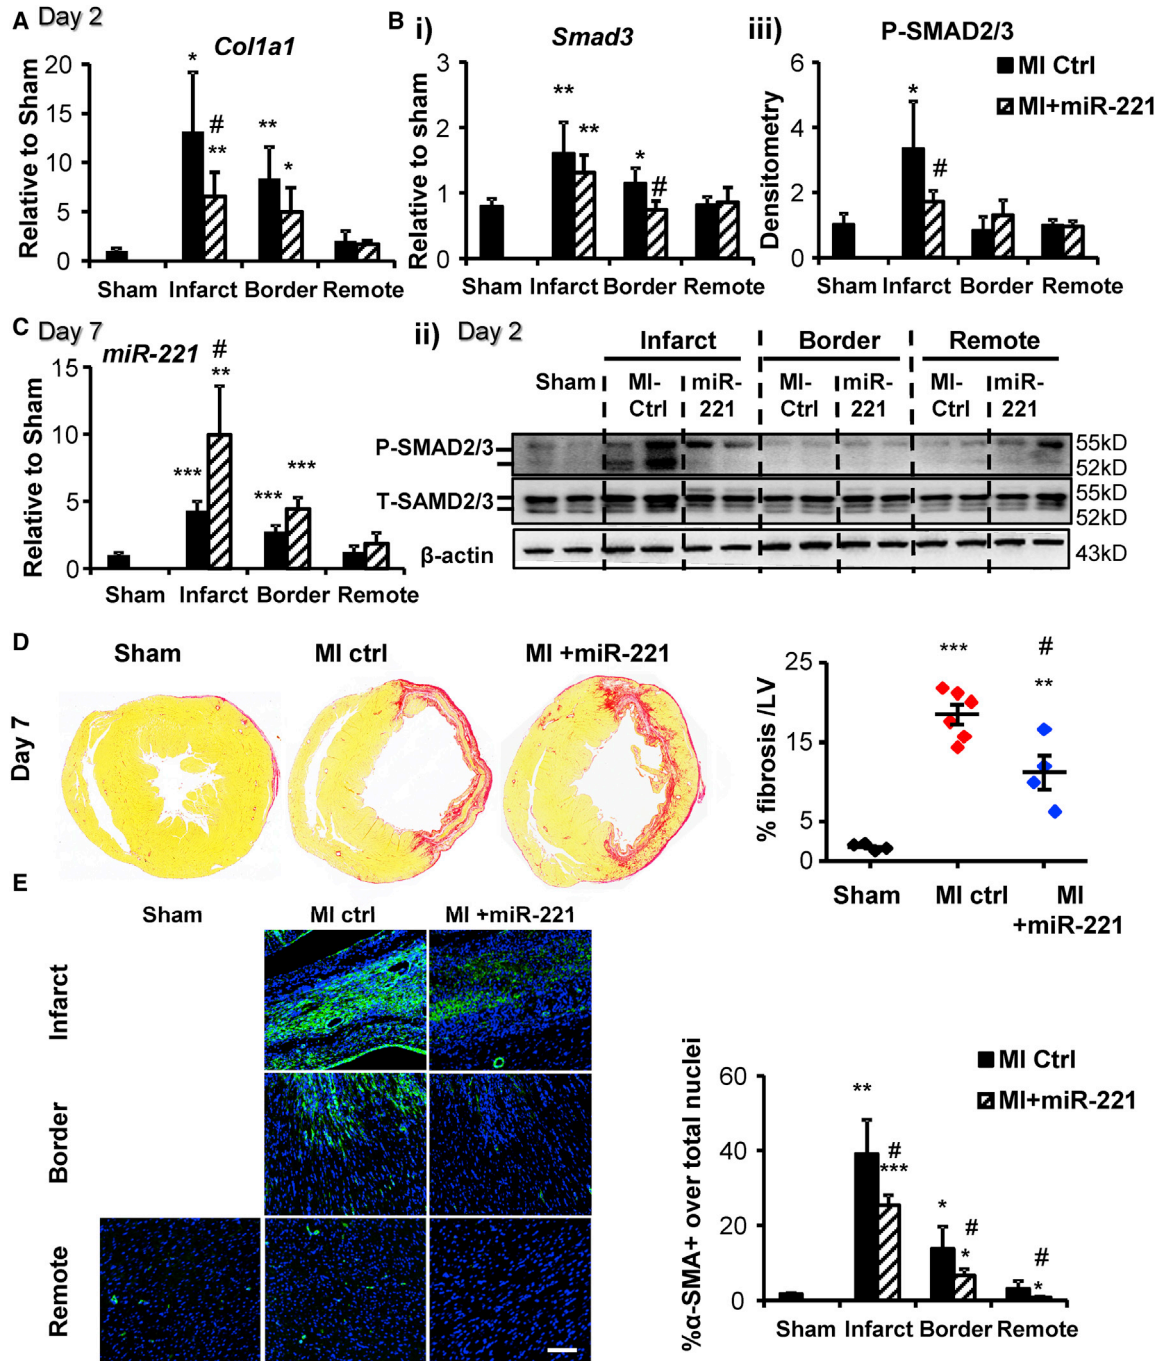 A Day 2
Col1a1
Relative to Sham
20
15
10
5
0
*
#
**
**
*
Sham Infarct Border Remote
B i)
Smad3
Relative to sham
3
2
1
0
**
**
*
#
Sham Infarct Border Remote
iii)
P-SMAD2/3
Densitometry
6
4
2
0
*
#
MI Ctrl
MI+miR-221
Sham Infarct Border Remote
C Day 7
miR-221
Relative to Sham
15
10
5
0
***
#
**
***
***
Sham Infarct Border Remote
ii) Day 2
Infarct Border Remote
Sham MI-Ctrl miR-221 MI-Ctrl miR-221 MI-Ctrl miR-221
P-SMAD2/3 55kD
52kD
T-SAMD2/3 55kD
52kD
β-actin 43kD
D
Sham MI ctrl MI +miR-221
Day 7
% fibrosis /LV
25
15
5
0
***
#
**
Sham MI ctrl MI +miR-221
E
Sham MI ctrl MI +miR-221
Infarct
Border
Remote
%α-SMA+ over total nuclei
60
40
20
0
**
#
***
*
#
*
#
*
MI Ctrl
MI+miR-221
Sham Infarct Border Remote